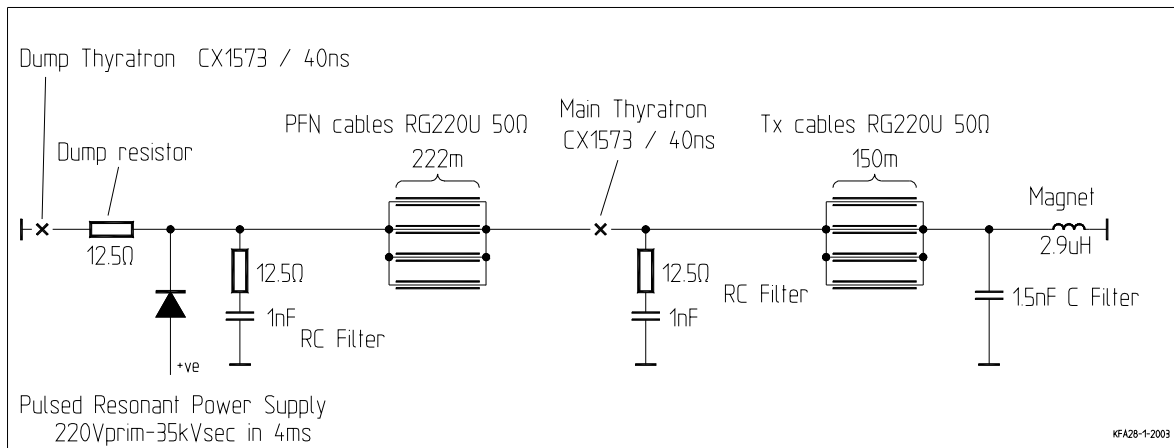 Dump Thyratron CX1573 / 40ns
Dump resistor
12.5Ω
+ve
Pulsed Resonant Power Supply
220Vprim-35kVsec in 4ms
12.5Ω
1nF
RC Filter
PFN cables RG220U 50Ω
222m
Main Thyratron
CX1573 / 40ns
12.5Ω
1nF
RC Filter
Tx cables RG220U 50Ω
150m
Magnet
2.9uH
1.5nF C Filter
KFA28-1-2003